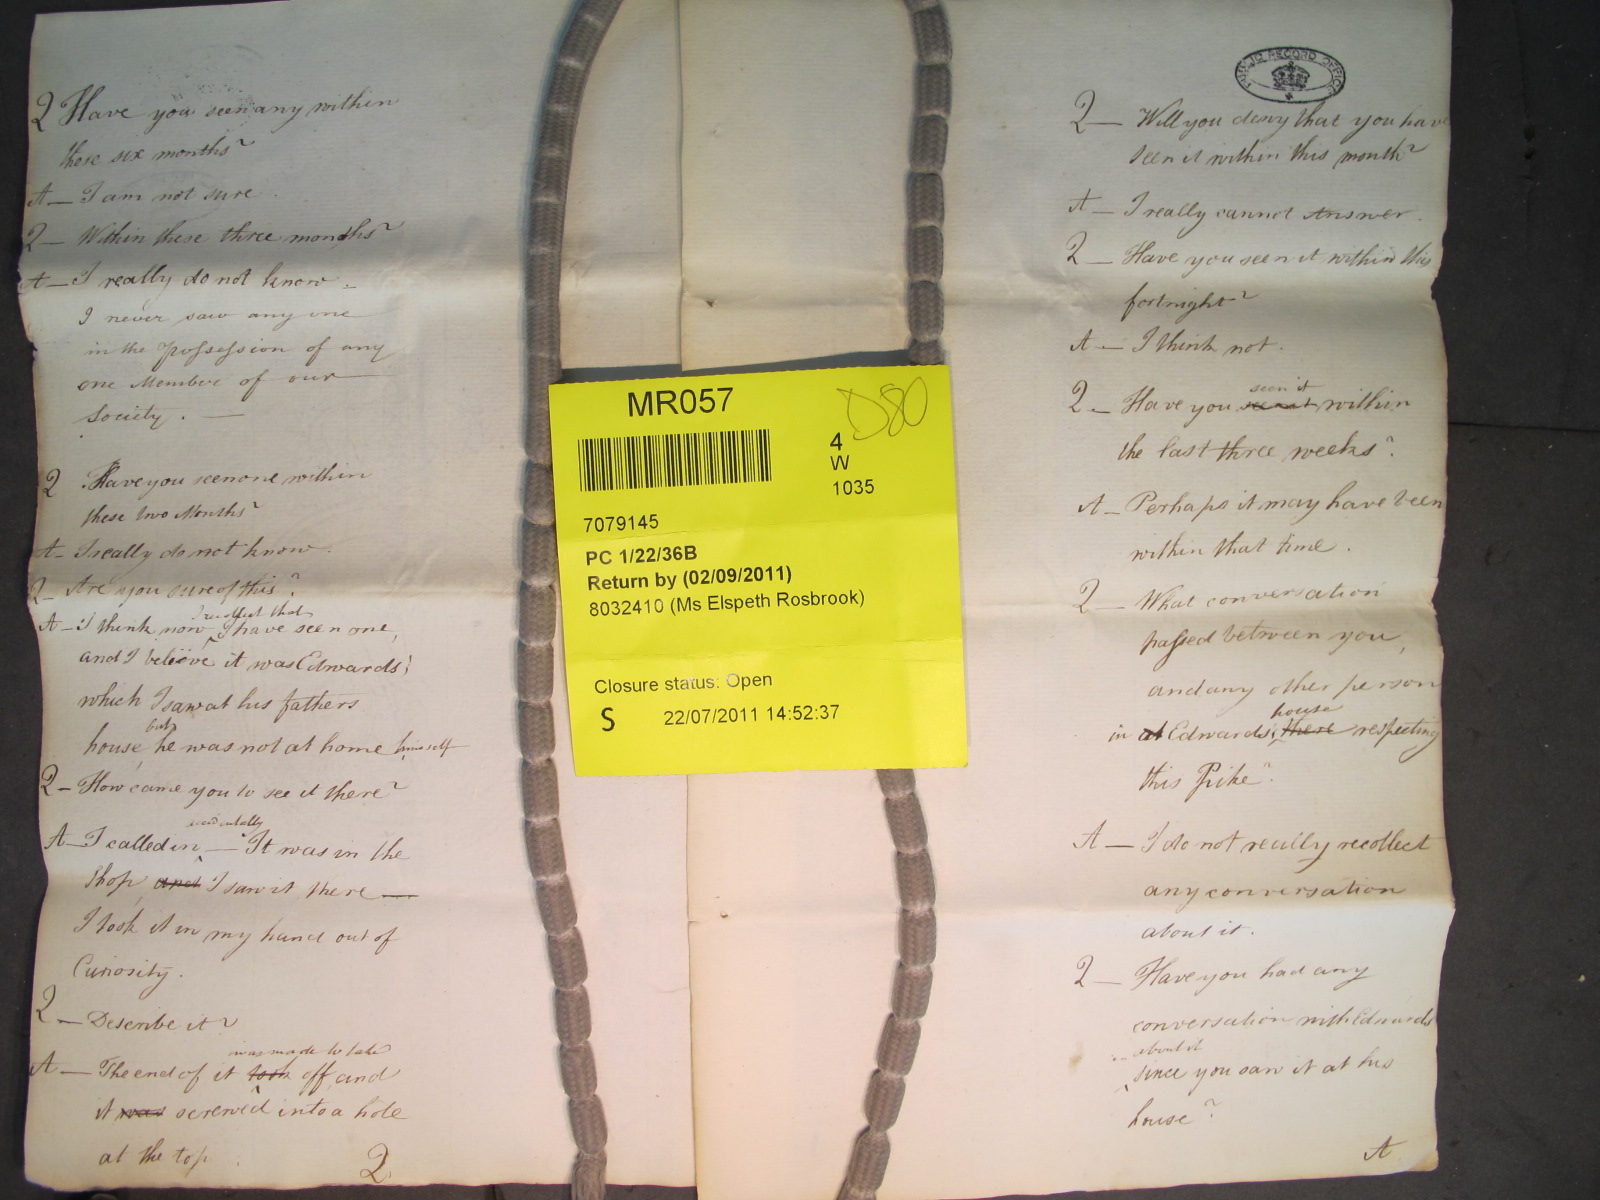 Q Have you seen any within
these six months?
A — I am not sure.
Q — Within these three months?
A — I really do not know.
I never saw any one
in the Possession of any
one Member of our
Society. —
Q Have you seen one within
these two Months?
A — I really do not know.
Q — Are you sure of this?
I recollect that
A — I think now I have seen one,
and I believe it was Edwards's
which I saw at his fathers
but
house, he was not at home himself
Q — How came you to see it there?
accidentally
A — I called in — It was in the
Shop, and I saw it there —
I took it in my hand out of
Curiosity.
Q — Describe it?
was made to take
A — The end of it took off, and
it was screwed into a hole
at the top.
Q
PUBLIC RECORD OFFICE
Q — Will you deny that you have
seen it within this month?
A — I really cannot Answer.
Q — Have you seen it within this
fortnight?
A — I think not.
seen it
Q — Have you within
the last three weeks?
A — Perhaps it may have been
within that time.
Q — What conversation
passed between you,
and any other person
house
in at Edwards's there respecting
this Pike?
A — I do not really recollect
any conversation
about it.
Q — Have you had any
conversation with Edwards
about it
since you saw it at his
house?
A
MR057
D80
4
W
1035
7079145
PC 1/22/36B
Return by (02/09/2011)
8032410 (Ms Elspeth Rosbrook)
Closure status: Open
S 22/07/2011 14:52:37